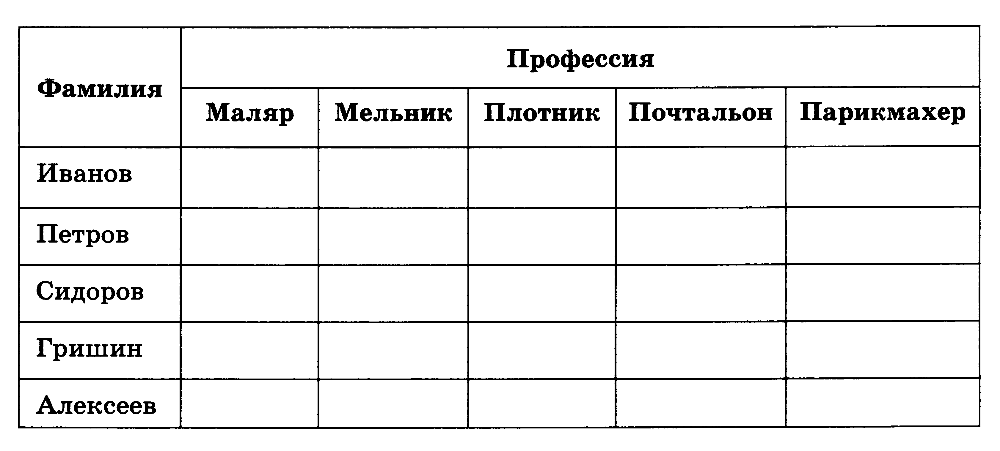 Профессия
Фамилия
Маляр Мельник Плотник Почтальон Парикмахер
Иванов
Петров
Сидоров
Гришин
Алексеев